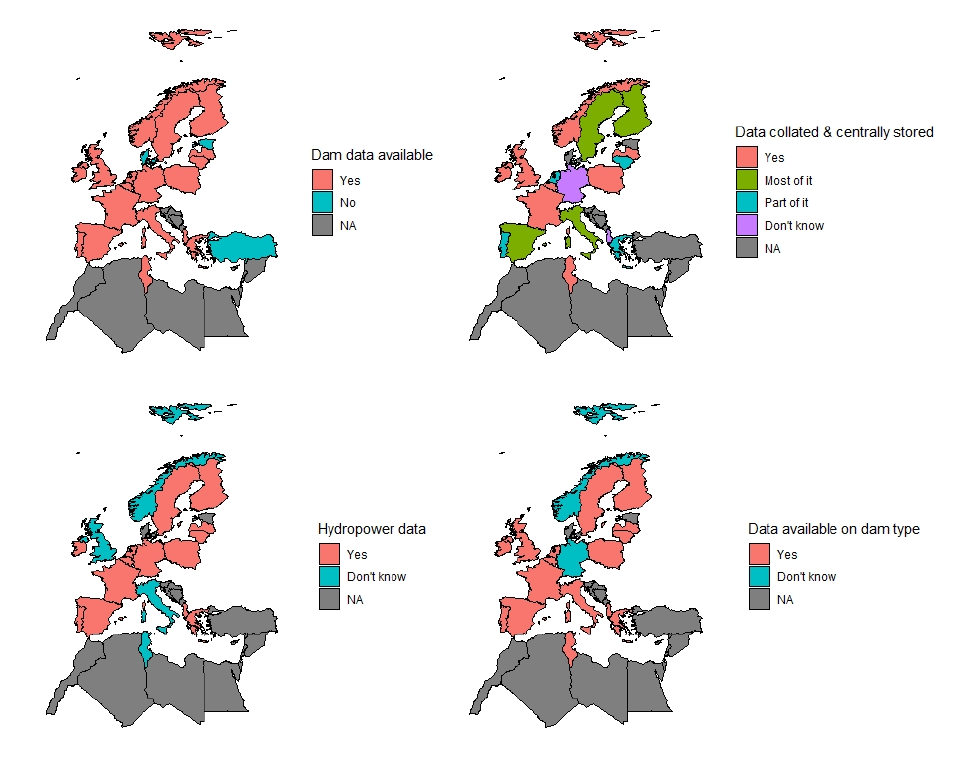 Dam data available
Yes
No
NA
Data collated & centrally stored
Yes
Most of it
Part of it
Don't know
NA
Hydropower data
Yes
Don't know
NA
Data available on dam type
Yes
Don't know
NA